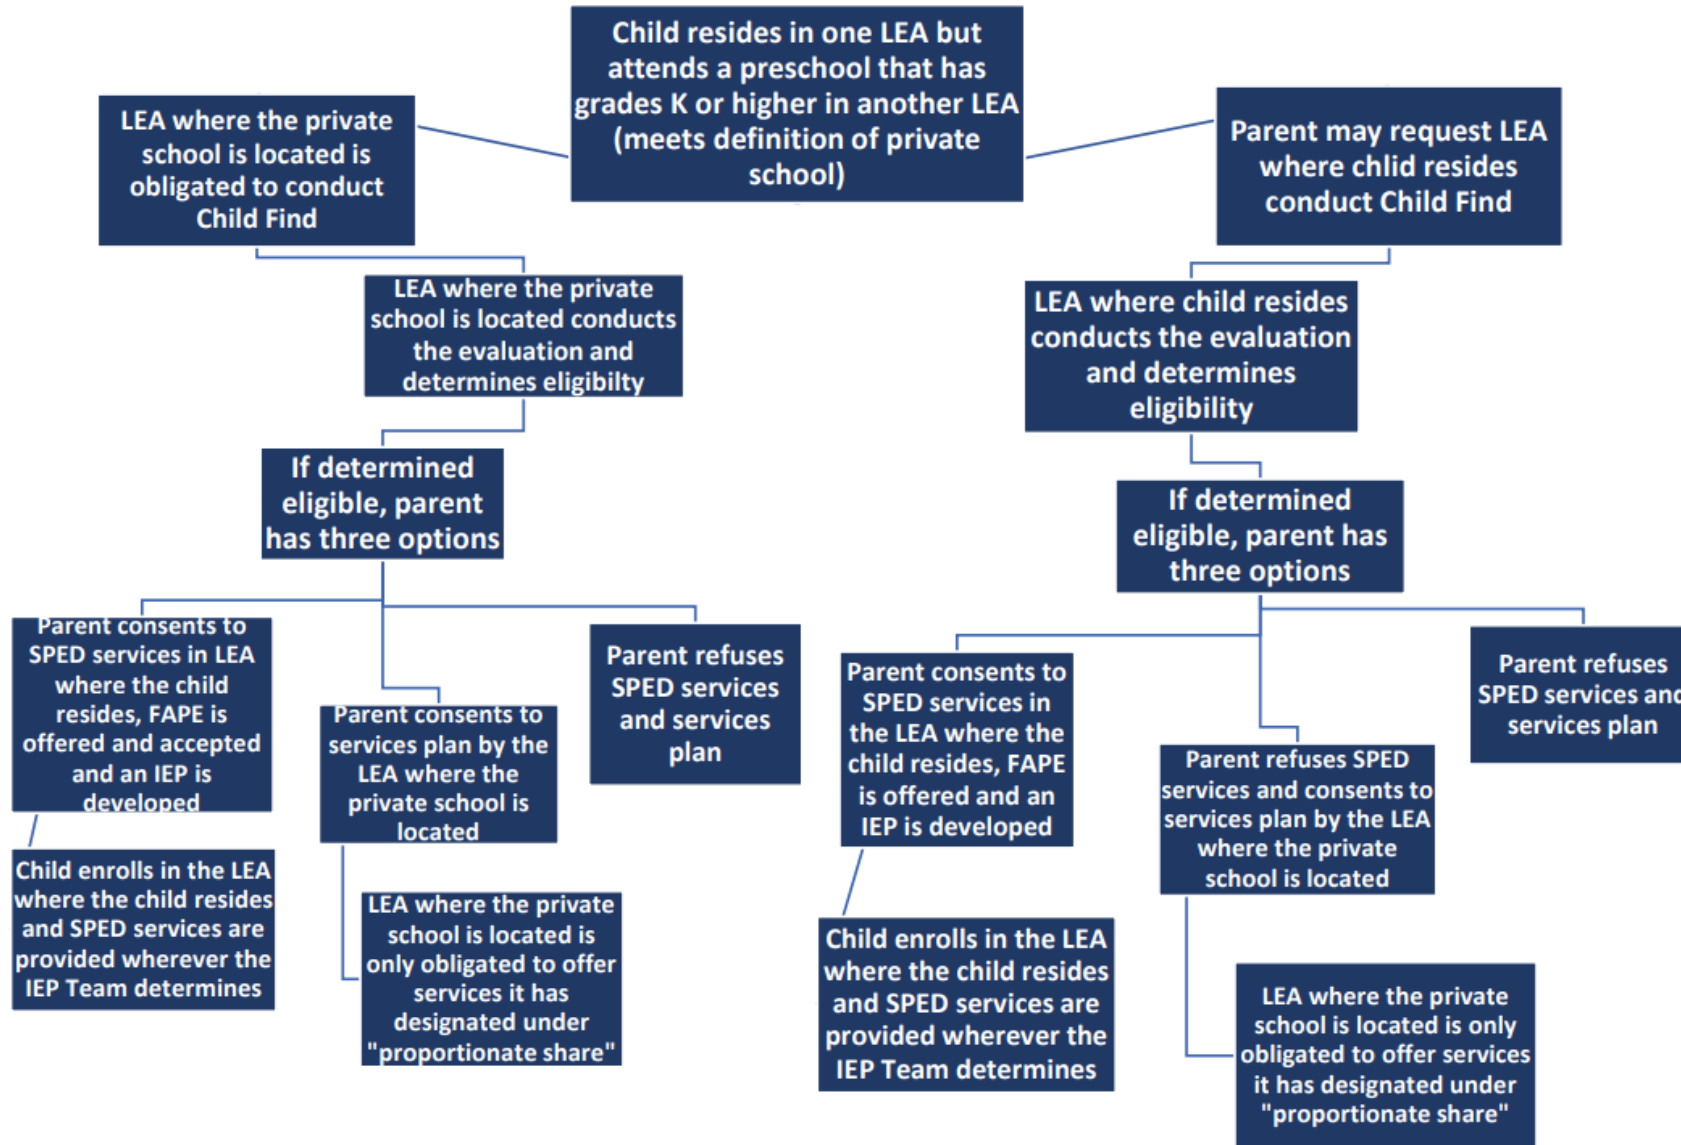 Child resides in one LEA but
attends a preschool that has
grades K or higher in another LEA
(meets definition of private
school)
LEA where the private
school is located is
obligated to conduct
Child Find
Parent may request LEA
where chlid resides
conduct Child Find
LEA where the private
school is located conducts
the evaluation and
determines eligibilty
LEA where child resides
conducts the evaluation
and determines
eligibility
If determined
eligible, parent
has three options
If determined
eligible, parent has
three options
Parent consents to
SPED services in LEA
where the child
resides, FAPE is
offered and accepted
and an IEP is
developed
Parent consents to
services plan by the
LEA where the
private school is
located
Parent refuses
SPED services
and services
plan
Parent consents to
SPED services in
the LEA where the
child resides, FAPE
is offered and an
IEP is developed
Parent refuses SPED
services and consents to
services plan by the LEA
where the private
school is located
Parent refuses
SPED services and
services plan
Child enrolls in the LEA
where the child resides
and SPED services are
provided wherever the
IEP Team determines
LEA where the private
school is located is
only obligated to offer
services it has
designated under
"proportionate share"
Child enrolls in the LEA
where the child resides
and SPED services are
provided wherever the
IEP Team determines
LEA where the private
school is located is only
obligated to offer services
it has designated under
"proportionate share"